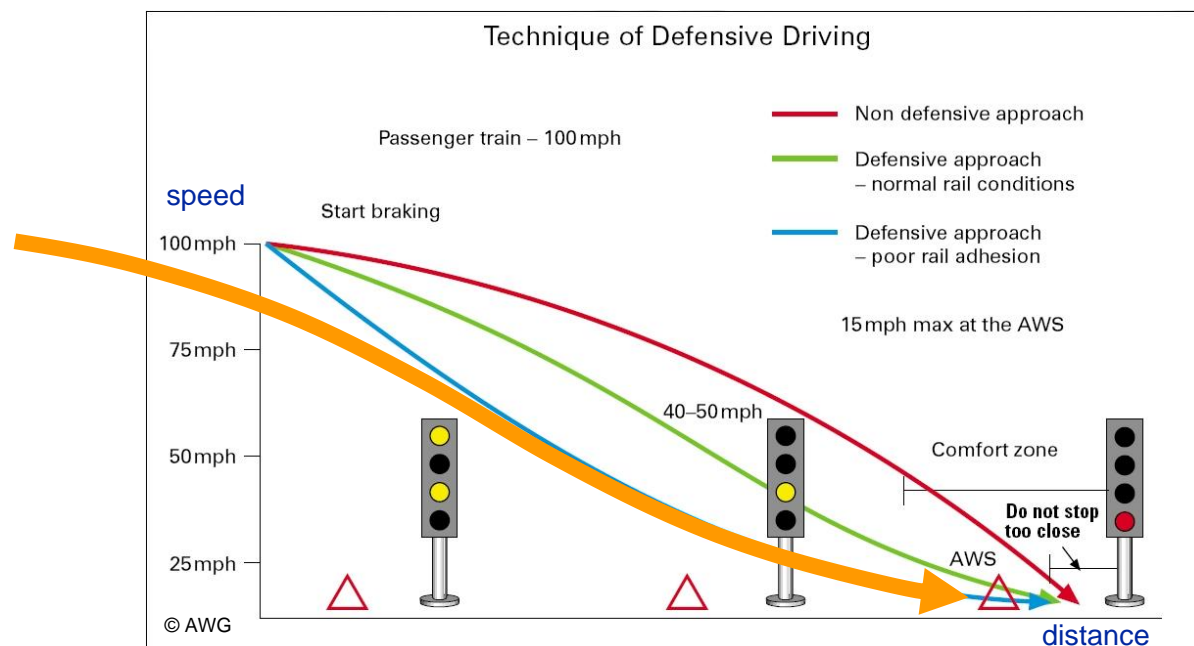 Technique of Defensive Driving
Non defensive approach
Passenger train – 100 mph
Defensive approach
– normal rail conditions
speed
Start braking
Defensive approach
– poor rail adhesion
100 mph
15 mph max at the AWS
75 mph
40–50 mph
Comfort zone
50 mph
Do not stop
too close
AWS
25 mph
© AWG
distance